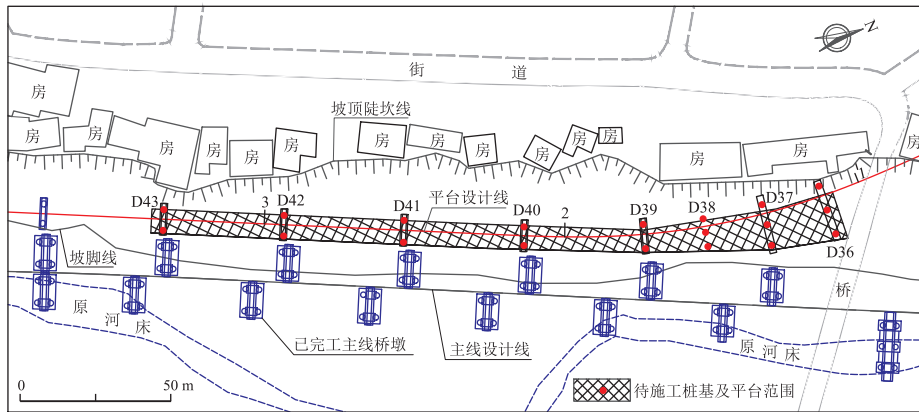 N
街 道
房
房
房
房
房
房
房
坡顶陡坎线
房
房
房
房
房
房
房
房
房
11
D43
3
D42
D41
平台设计线
D40
2
D39
D38
D37
D36
坡脚线
原河床
已完工主线桥墩
主线设计线
原河床
桥
0 50 m
待施工桩基及平台范围